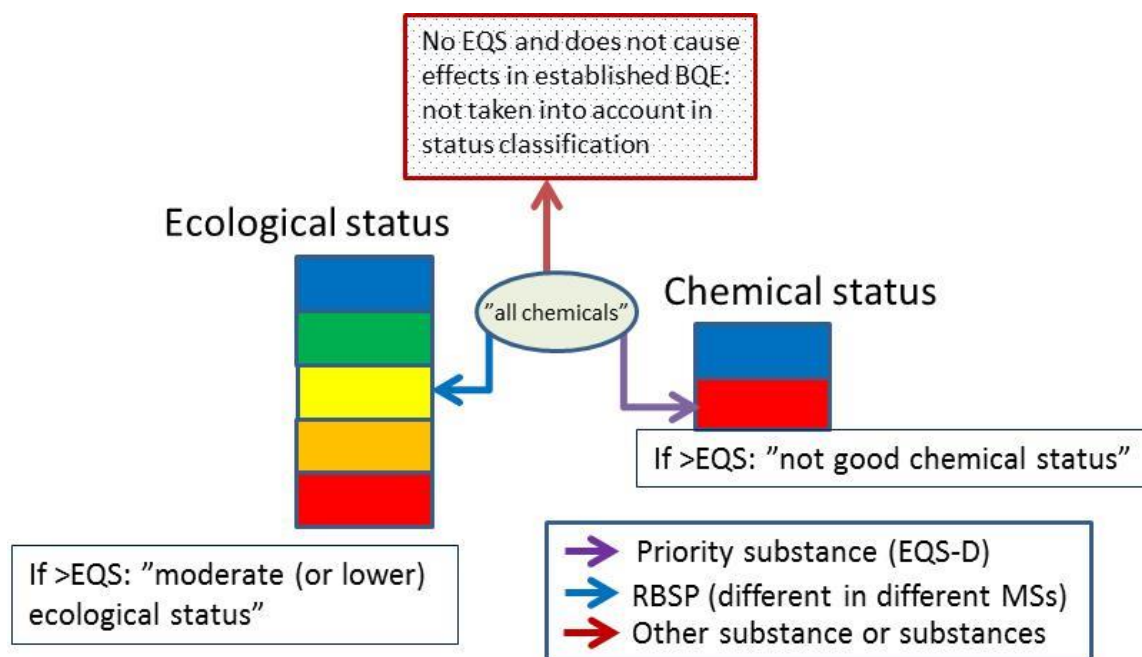 No EQS and does not cause
effects in established BQE:
not taken into account in
status classification
Ecological status
”all chemicals”
Chemical status
If >EQS: ”not good chemical status”
If >EQS: ”moderate (or lower)
ecological status”
Priority substance (EQS-D)
RBSP (different in different MSs)
Other substance or substances